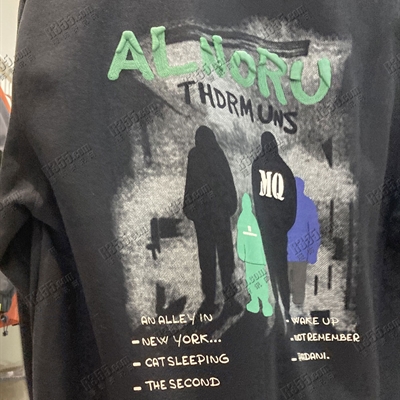 ALNORU
THDRMUNS
MQ
AN ALLEY IN
- NEW YORK...
- CAT SLEEPING
- THE SECOND
- WAKE UP
- NOT REMEMBER